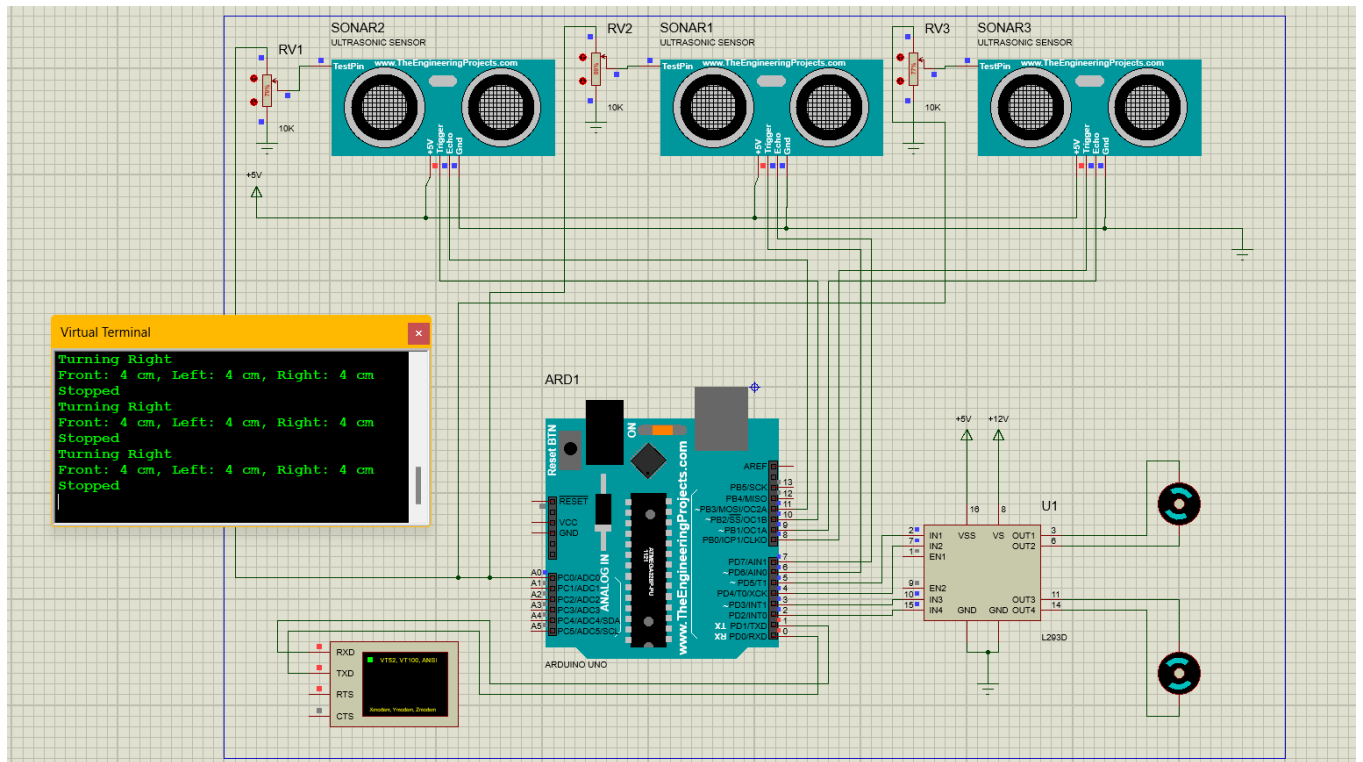 SONAR2
ULTRASONIC SENSOR
RV1
TestPin
www.TheEngineeringProjects.com
+5V
Trigger
Echo
Gnd
10K
+5V
RV2
SONAR1
ULTRASONIC SENSOR
TestPin
www.TheEngineeringProjects.com
+5V
Trigger
Echo
Gnd
10K
RV3
SONAR3
ULTRASONIC SENSOR
77%
TestPin
www.TheEngineeringProjects.com
+5V
Trigger
Echo
Gnd
10K
Virtual Terminal
Turning Right
Front: 4 cm, Left: 4 cm, Right: 4 cm
Stopped
Turning Right
Front: 4 cm, Left: 4 cm, Right: 4 cm
Stopped
Turning Right
Front: 4 cm, Left: 4 cm, Right: 4 cm
Stopped
ARD1
Reset BTN
ON
www.TheEngineeringProjects.com
ANALOG IN
ATMEGA328P-PU
1121
RESET
VCC
GND
A0 PC0/ADC0
A1 PC1/ADC1
A2 PC2/ADC2
A3 PC3/ADC3
A4 PC4/ADC4/SDA
A5 PC5/ADC5/SCL
AREF
PB5/SCK 13
PB4/MISO 12
~PB3/MOSI/OC2A 11
~PB2/SS/OC1B 10
~PB1/OC1A 9
PB0/ICP1/CLKO 8
PD7/AIN1 7
~PD6/AIN0 6
~PD5/T1 5
PD4/T0/XCK 4
~PD3/INT1 3
PD2/INT0 2
TX PD1/TXD 1
RX PD0/RXD 0
ARDUINO UNO
RXD
TXD
RTS
CTS
VT52, VT100, ANSI
Xmodem, Ymodem, Zmodem
+5V
+12V
U1
16
8
2 IN1
7 IN2
1 EN1
9 EN2
10 IN3
15 IN4
VSS
VS
OUT1 3
OUT2 6
OUT3 11
OUT4 14
GND
GND
L293D